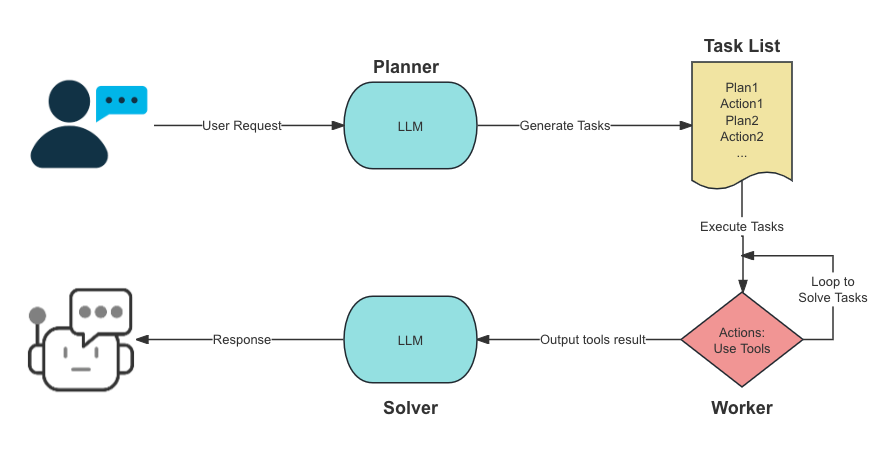 Task List
Planner
Plan1
Action1
Plan2
Action2
...
User Request
LLM
Generate Tasks
Execute Tasks
Loop to
Solve Tasks
Actions:
Use Tools
Output tools result
LLM
Response
Solver
Worker